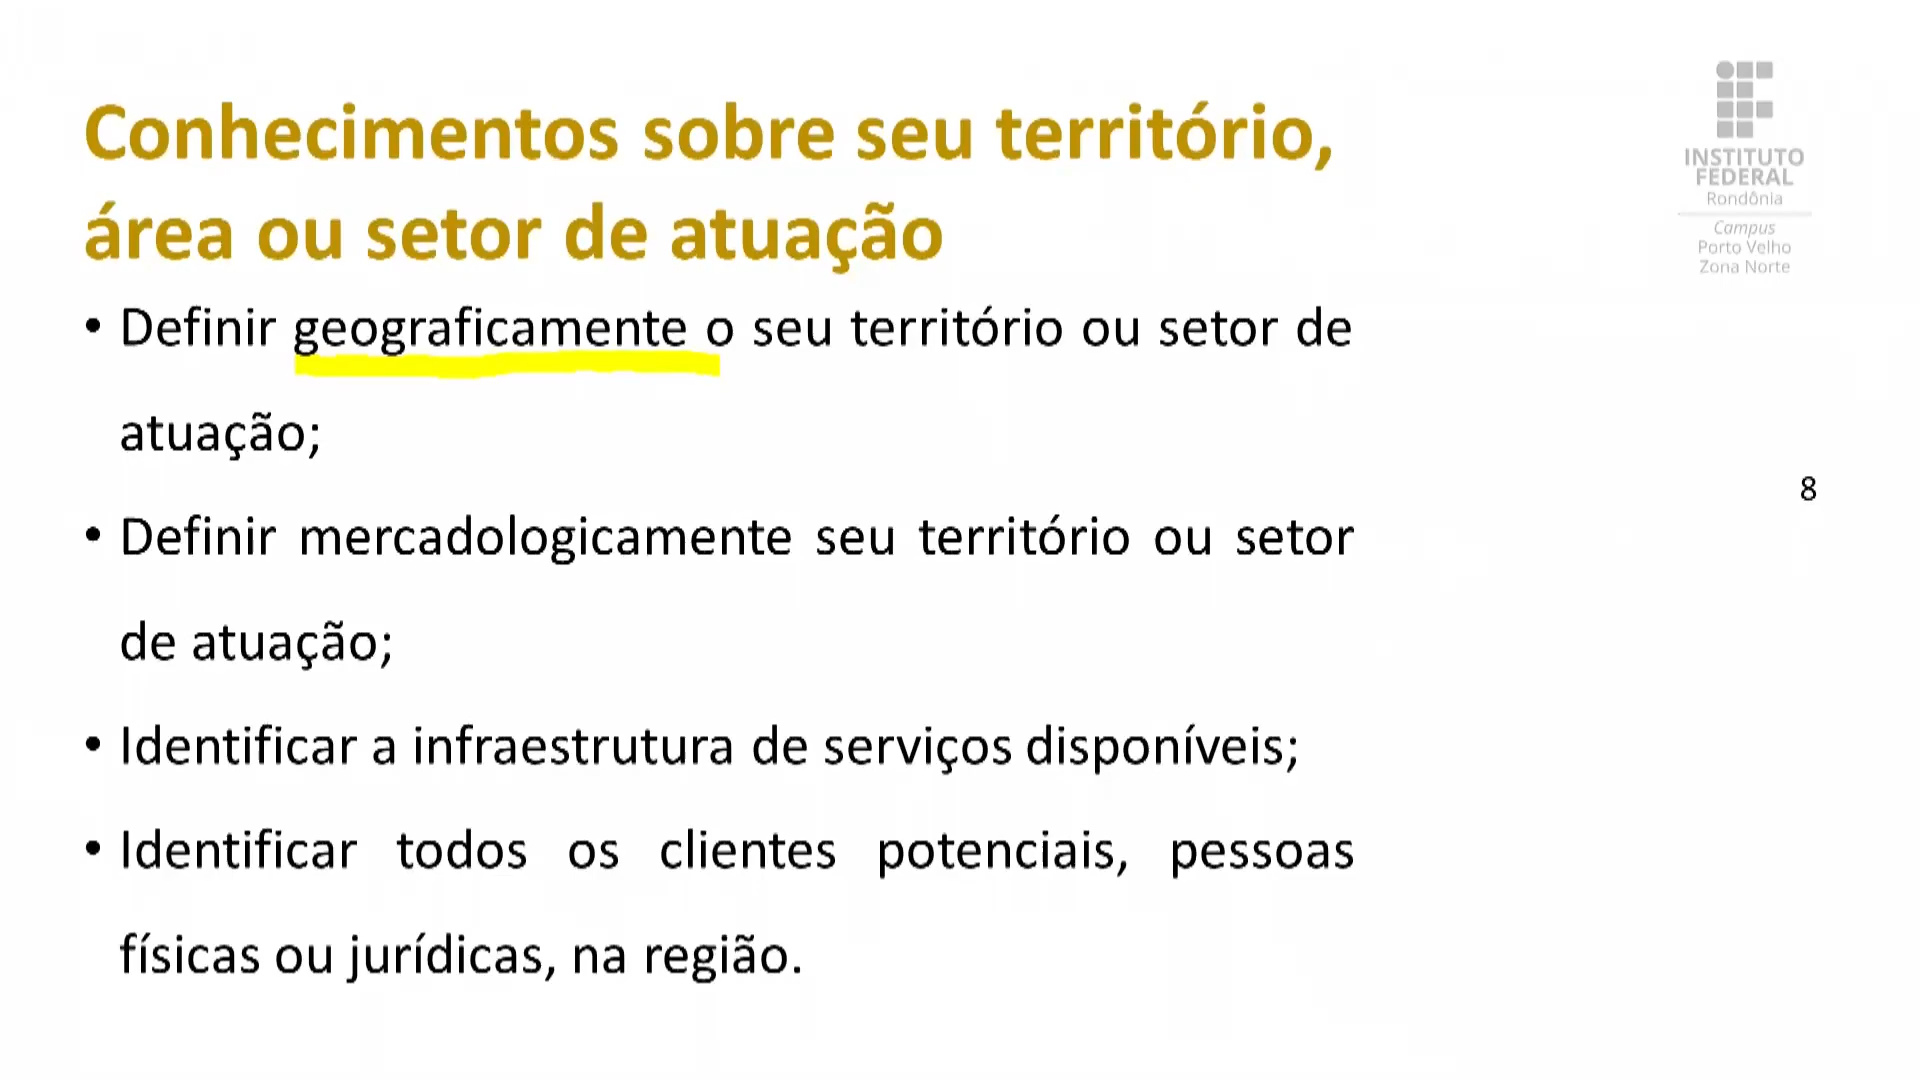 Conhecimentos sobre seu território,
área ou setor de atuação
• Definir geograficamente o seu território ou setor de
atuação;
• Definir mercadologicamente seu território ou setor
de atuação;
• Identificar a infraestrutura de serviços disponíveis;
• Identificar todos os clientes potenciais, pessoas
físicas ou jurídicas, na região.
INSTITUTO
FEDERAL
Rondônia
Campus
Porto Velho
Zona Norte
8